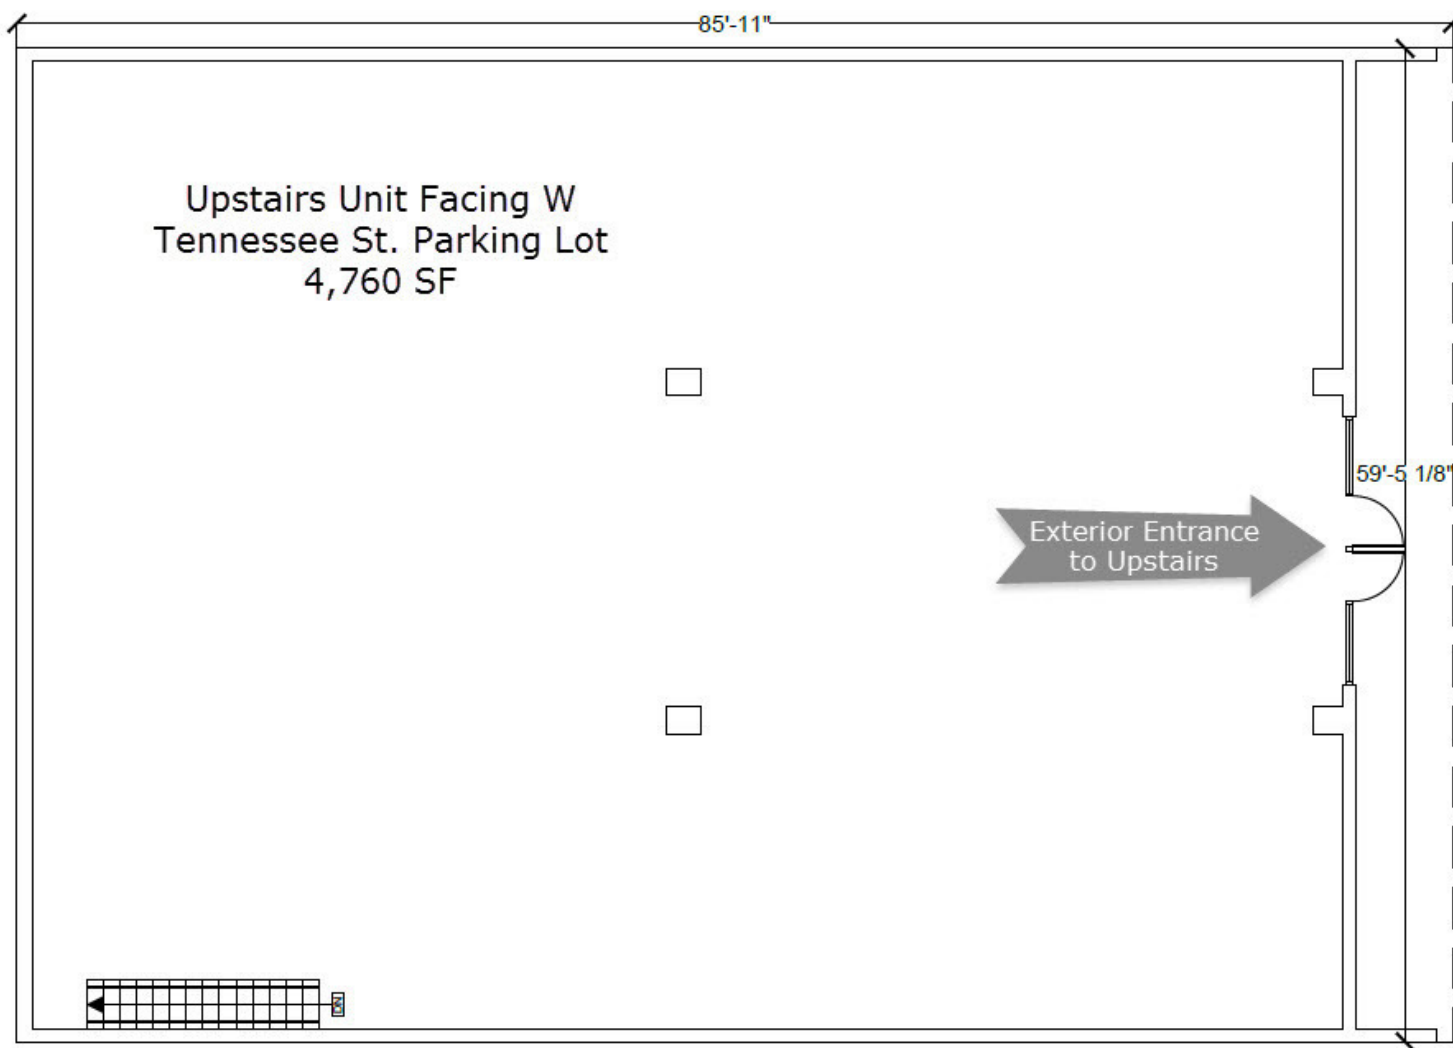 85'-11"
Upstairs Unit Facing W
Tennessee St. Parking Lot
4,760 SF
59'-5 1/8"
Exterior Entrance
to Upstairs
DN